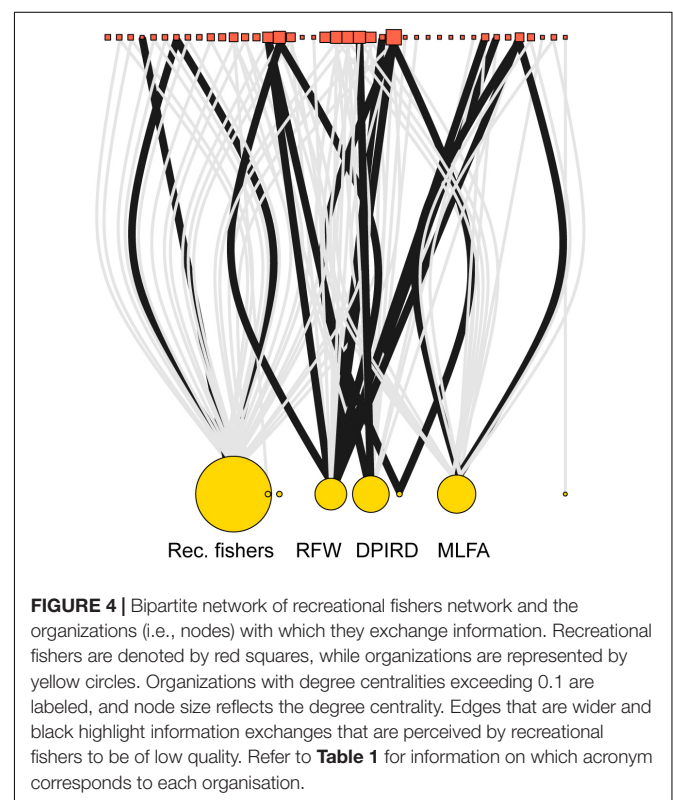 Rec. fishers RFW DPIRD MLFA
FIGURE 4 | Bipartite network of recreational fishers network and the
organizations (i.e., nodes) with which they exchange information. Recreational
fishers are denoted by red squares, while organizations are represented by
yellow circles. Organizations with degree centralities exceeding 0.1 are
labeled, and node size reflects the degree centrality. Edges that are wider and
black highlight information exchanges that are perceived by recreational
fishers to be of low quality. Refer to Table 1 for information on which acronym
corresponds to each organisation.